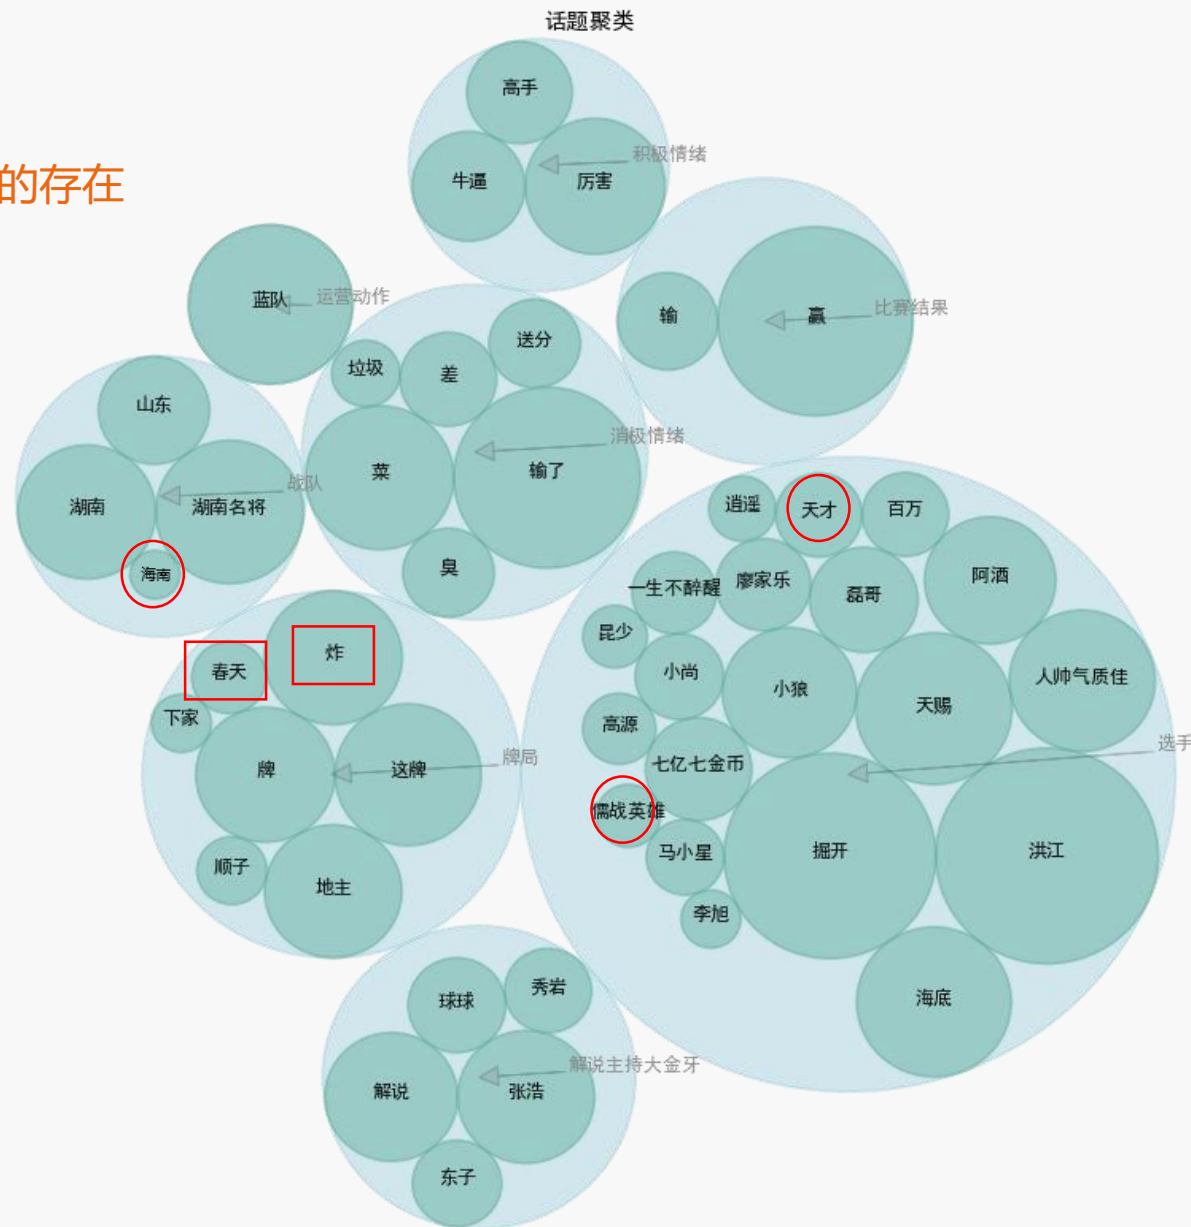 话题聚类
的存在
高手
积极情绪
牛逼
厉害
蓝队
运营动作
输
赢
比赛结果
送分
垃圾
差
消极情绪
菜
输了
臭
山东
战队
湖南
湖南名将
海南
逍遥
天才
百万
一生不醉醒
廖家乐
磊哥
阿酒
昆少
小尚
小狼
天赐
人帅气质佳
高源
七亿七金币
选手
儒战英雄
马小星
掘开
洪江
李旭
海底
炸
春天
下家
牌
这牌
牌局
顺子
地主
球球
秀岩
解说主持大金牙
解说
张浩
东子